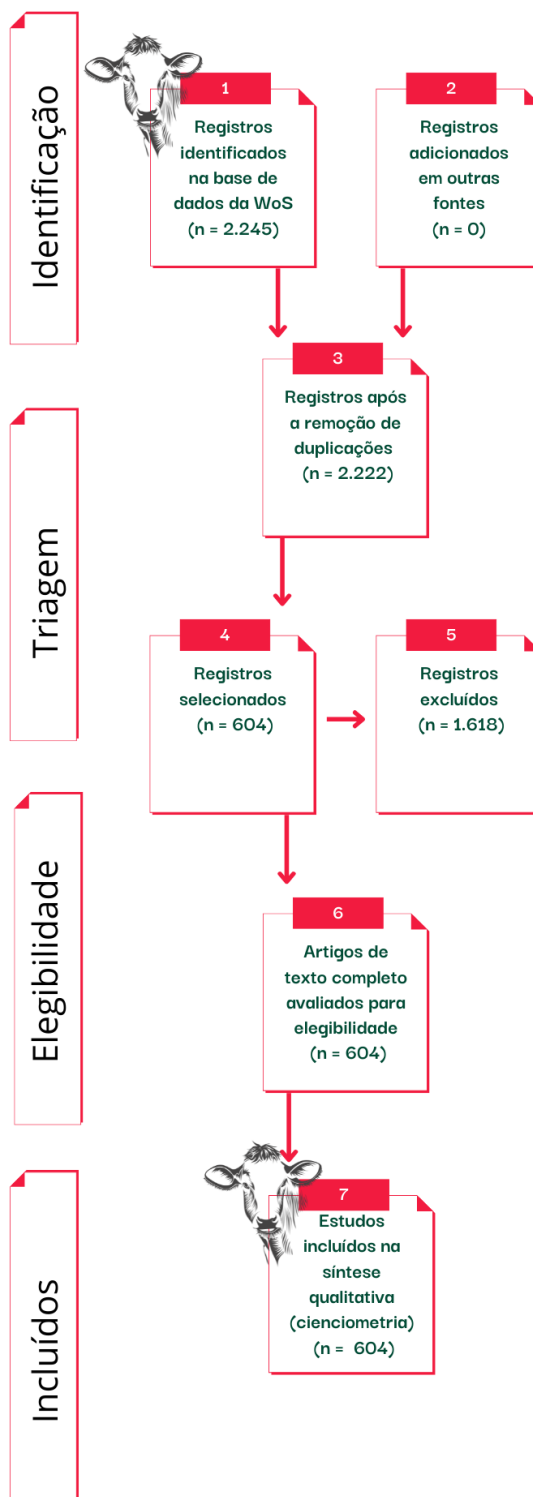 Identificação
1
Registros
identificados
na base de
dados da WoS
(n = 2.245)
2
Registros
adicionados
em outras
fontes
(n = 0)
3
Registros após
a remoção de
duplicações
(n = 2.222)
Triagem
4
Registros
selecionados
(n = 604)
5
Registros
excluídos
(n = 1.618)
Elegibilidade
6
Artigos de
texto completo
avaliados para
elegibilidade
(n = 604)
Incluídos
7
Estudos
incluídos na
síntese
qualitativa
(cienciometria)
(n = 604)